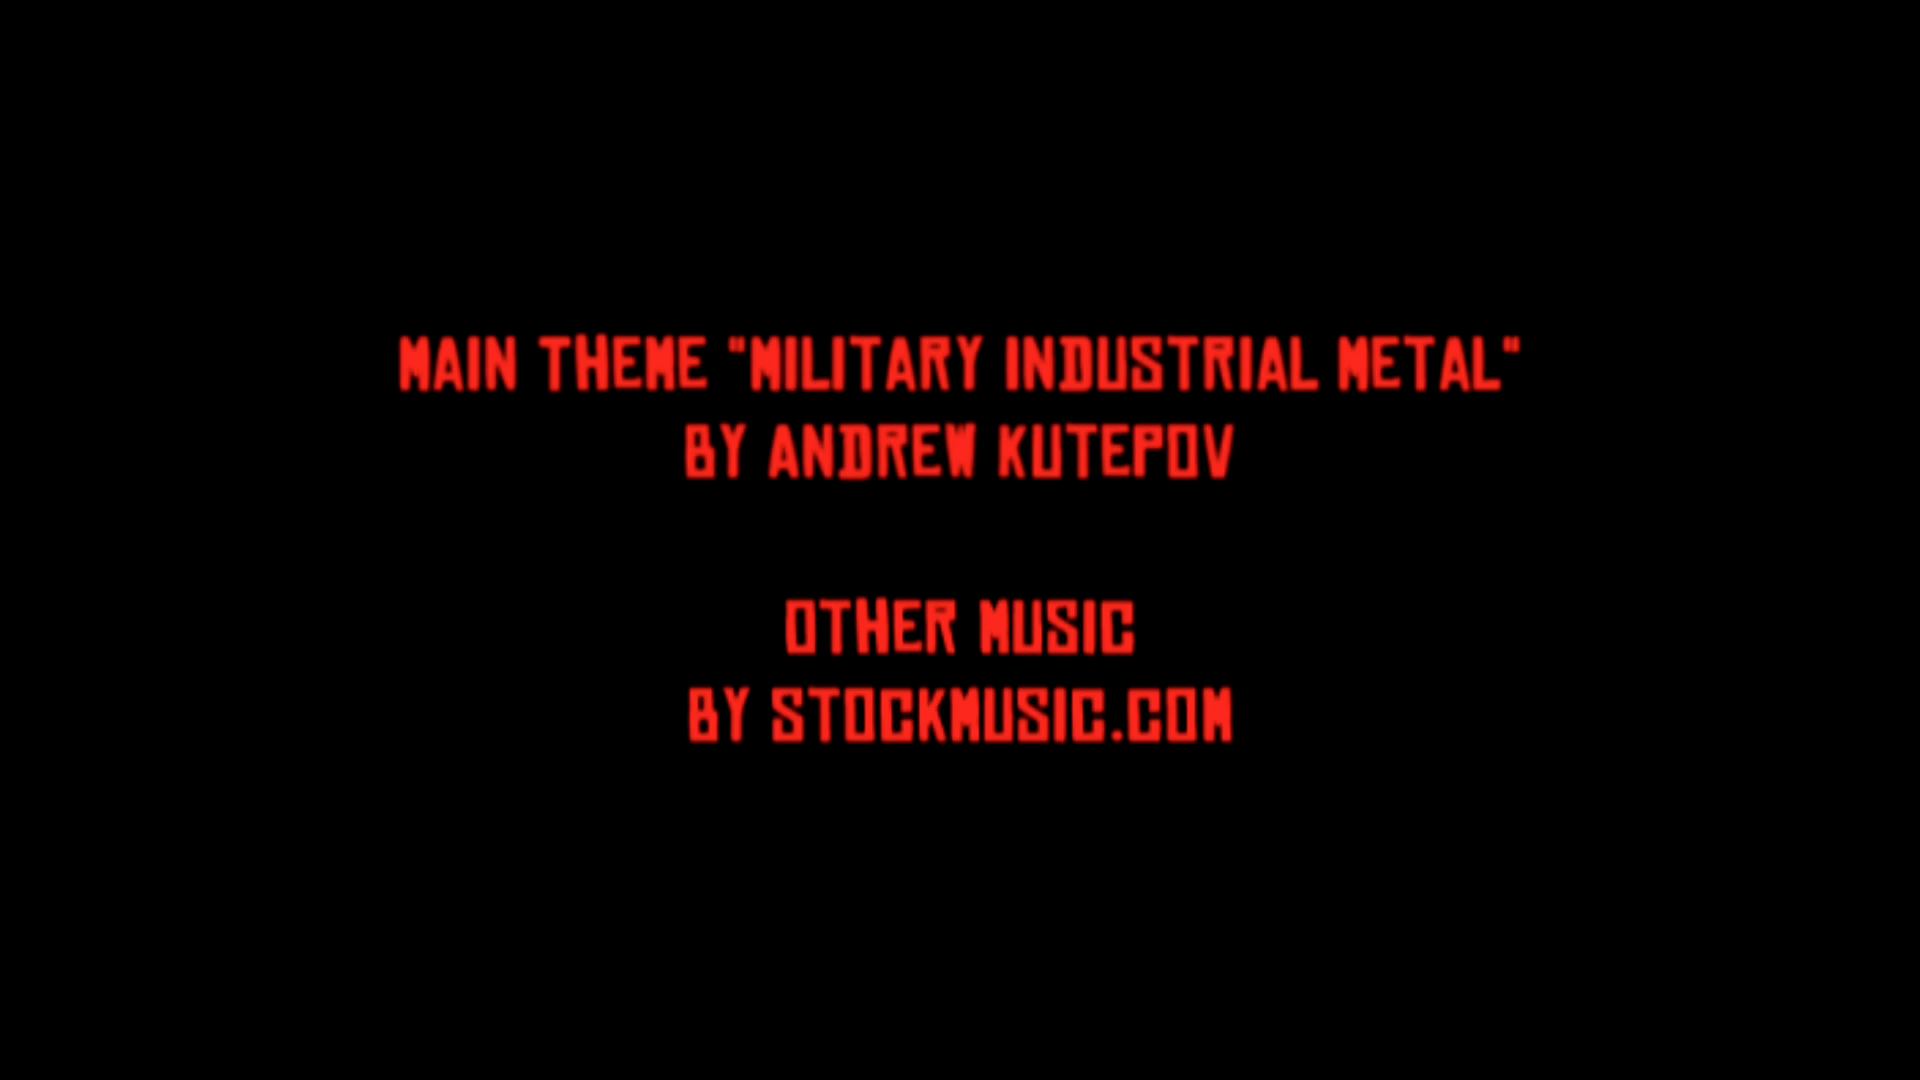 MAIN THEME "MILITARY INDUSTRIAL METAL"
BY ANDREW KUTEPOV
OTHER MUSIC
BY STOCKMUSIC.COM